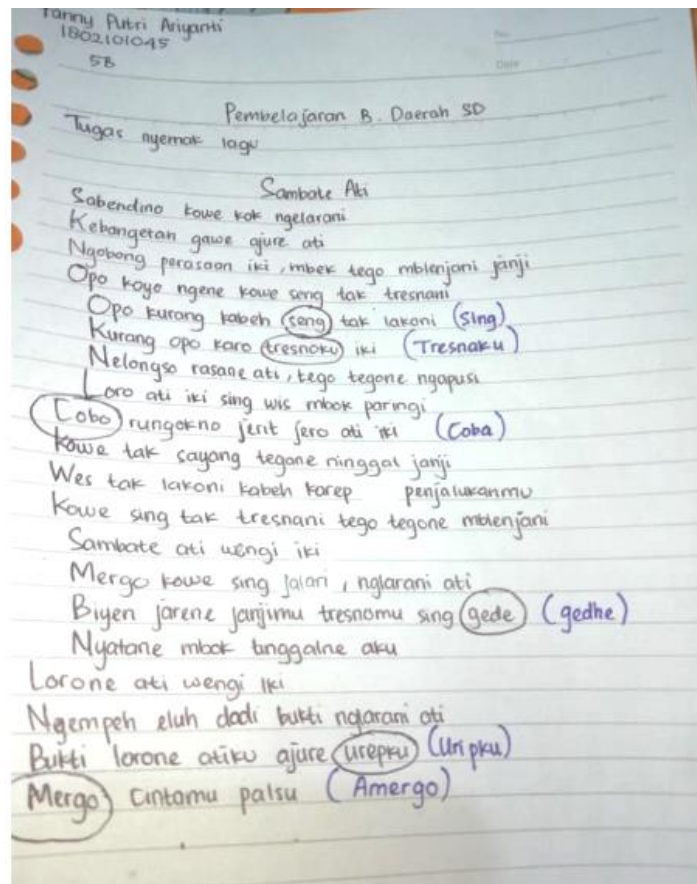 Fanny Putri Ariyanti
1802101045
5B
No.
Date
Pembelajaran B. Daerah SD
Tugas nyemak lagu
Sambate Ati
Sabendino kowe kok ngelarani
Kebangetan gawe ajure ati
Ngobong perasaan iki, mbek tego mblenjani janji
Opo koyo ngene kowe seng tak tresnani
Opo kurang kabeh seng tak lakoni (Sing)
Kurang opo karo tresnoku iki (Tresnaku)
Nelongso rasane ati, tego tegone ngapusi
Loro ati iki sing wis mbok paringi
Cobo rungokno jerit jero ati iki (Coba)
Kowe tak sayang tegane ninggal janji
Wes tak lakoni kabeh karep penjalukanmu
Kowe sing tak tresnani tego tegone mblenjani
Sambate ati wengi iki
Mergo kowe sing jalari, nglarani ati
Biyen jarene janjimu tresnomu sing gede (gedhe)
Nyatane mbok tinggalne aku
Lorone ati wengi iki
Ngempeh eluh dadi bukti nglarani ati
Bukti lorone atiku ajure urepku (Uripku)
Mergo cintamu palsu (Amergo)